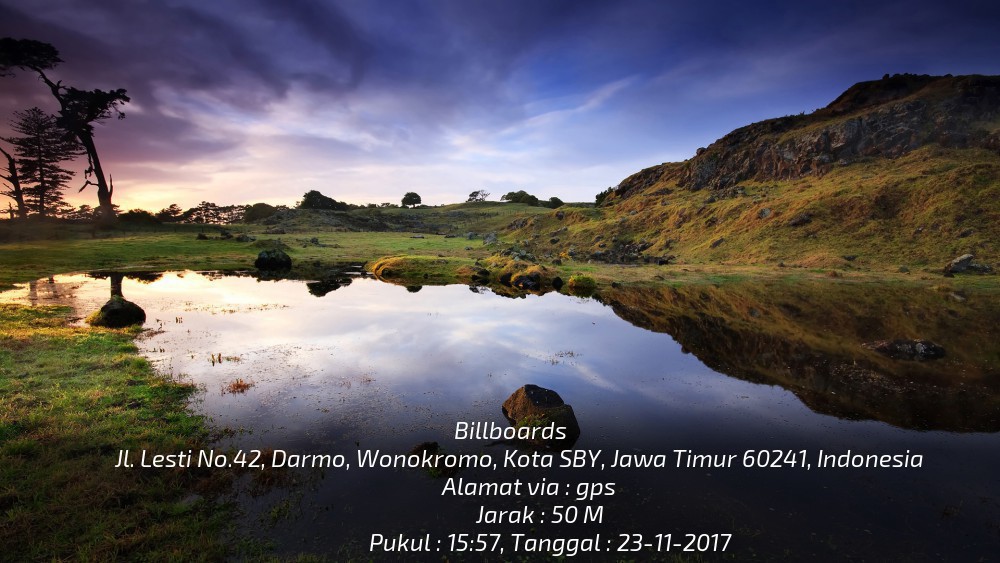 Billboards
Jl. Lesti No.42, Darmo, Wonokromo, Kota SBY, Jawa Timur 60241, Indonesia
Alamat via : gps
Jarak : 50 M
Pukul : 15:57, Tanggal : 23-11-2017